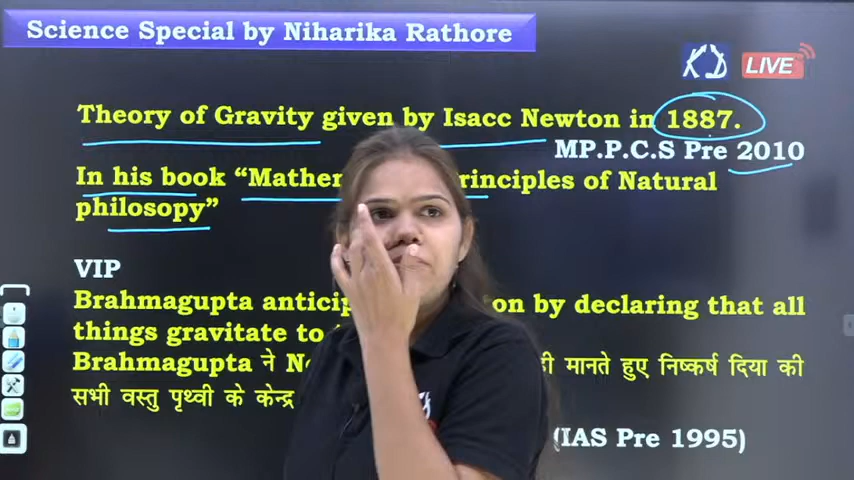 Science Special by Niharika Rathore
KD LIVE
Theory of Gravity given by Isacc Newton in 1887.
MP.P.C.S Pre 2010
In his book “Mather rinciples of Natural
philosopy”
VIP
Brahmagupta anticip on by declaring that all
things gravitate to
Brahmagupta ने Ne ही मानते हुए निष्कर्ष दिया की
सभी वस्तु पृथ्वी के केन्द्र
(IAS Pre 1995)